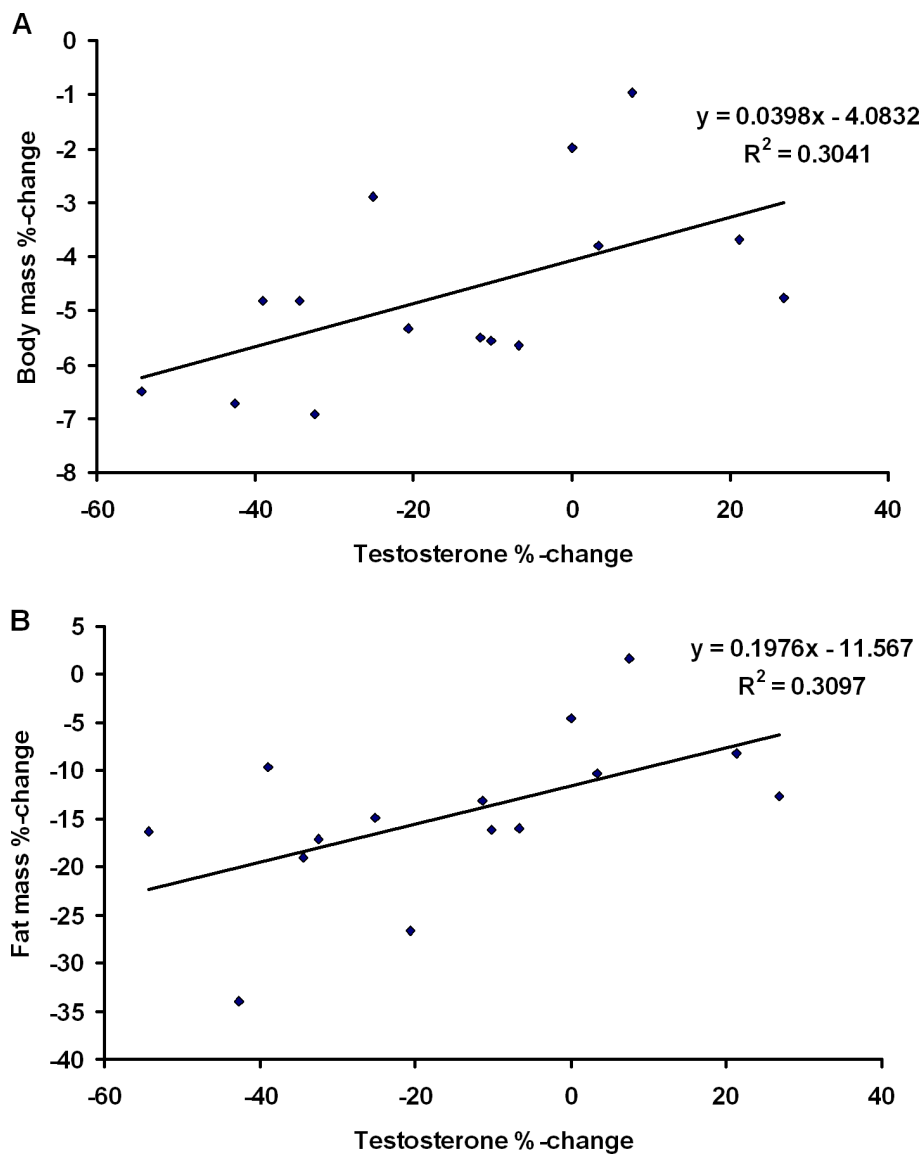 A
0
-1
-2
-3
-4
-5
-6
-7
-8
Body mass %-change
y = 0.0398x - 4.0832
R² = 0.3041
-60 -40 -20 0 20 40
Testosterone %-change
B
5
0
-5
-10
-15
-20
-25
-30
-35
-40
Fat mass %-change
y = 0.1976x - 11.567
R² = 0.3097
-60 -40 -20 0 20 40
Testosterone %-change